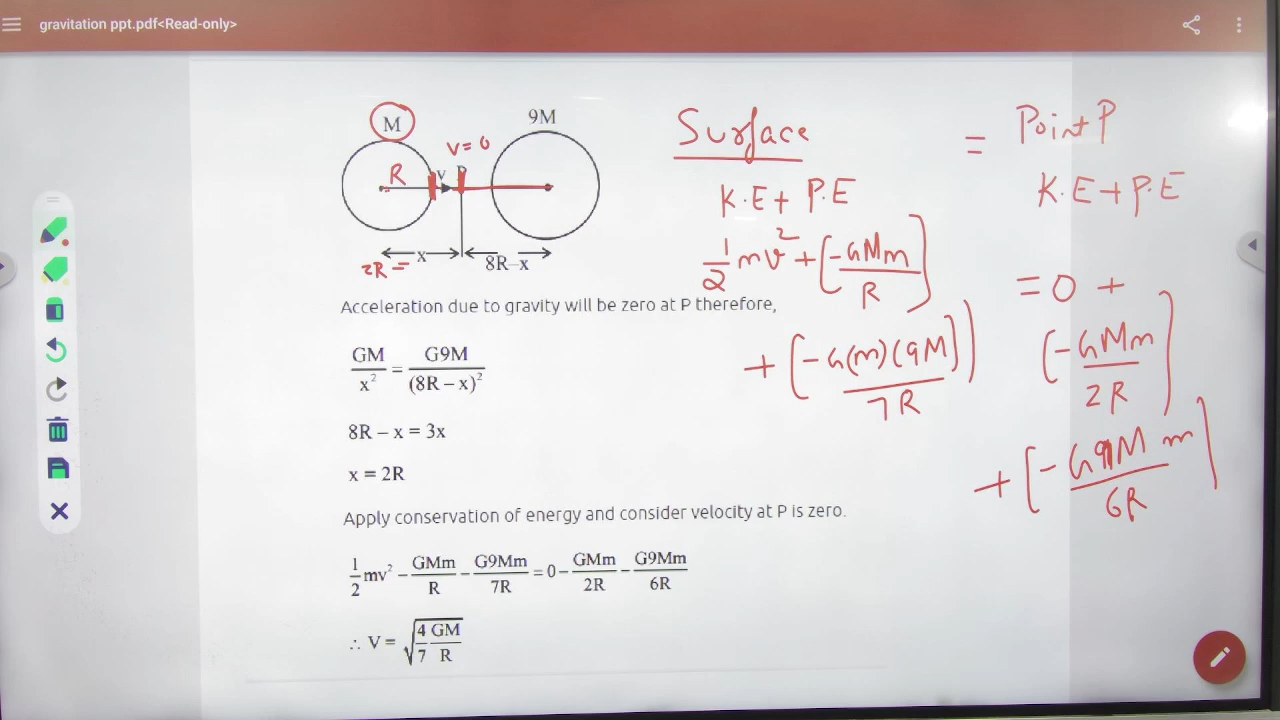 gravitation ppt.pdf<Read-only>
M
9M
V = 0
R
V
P
x
8R–x
2R =
Acceleration due to gravity will be zero at P therefore,
GM/x² = G9M/(8R – x)²
8R – x = 3x
x = 2R
Apply conservation of energy and consider velocity at P is zero.
1/2 mv² – GMm/R – G9Mm/7R = 0 – GMm/2R – G9Mm/6R
∴ V = √(4/7 GM/R)
Surface = Point P
K.E + P.E K.E + P.E
1/2 mv² + [-GMm/R] = 0 +
+ [-G(m)(9M)/7R] [-GMm/2R]
+ [-G9Mm/6R]